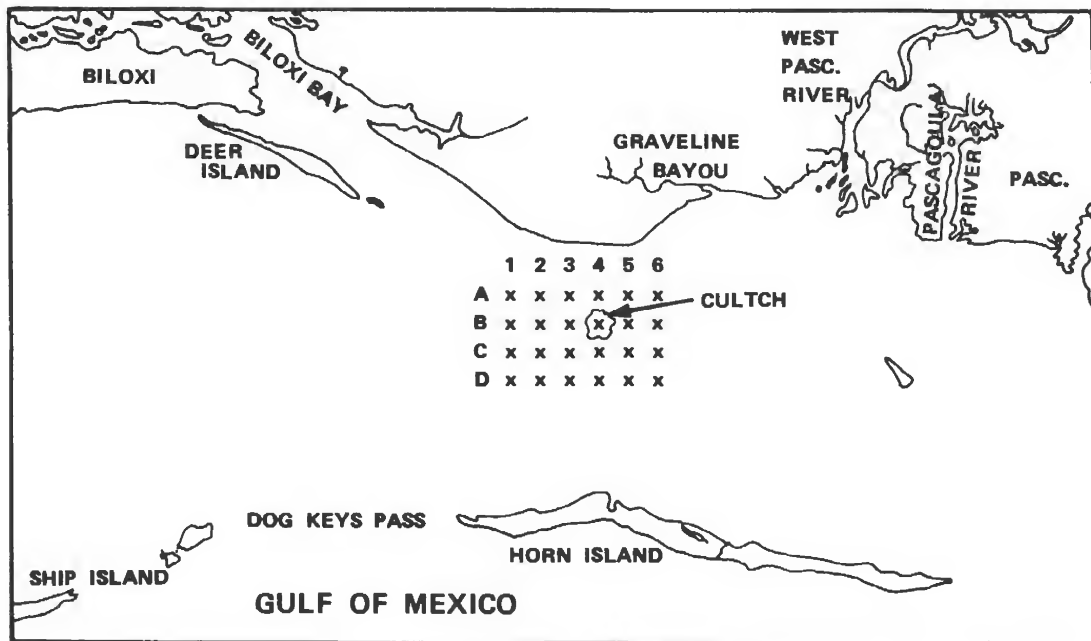 BILOXI
BILOXI BAY
DEER
ISLAND
WEST
PASC.
RIVER
GRAVELINE
BAYOU
PASCAGOULA
RIVER
PASC.
1 2 3 4 5 6
A x x x x x x
CULTCH
B x x x x x x
C x x x x x x
D x x x x x x
DOG KEYS PASS
HORN ISLAND
SHIP ISLAND
GULF OF MEXICO